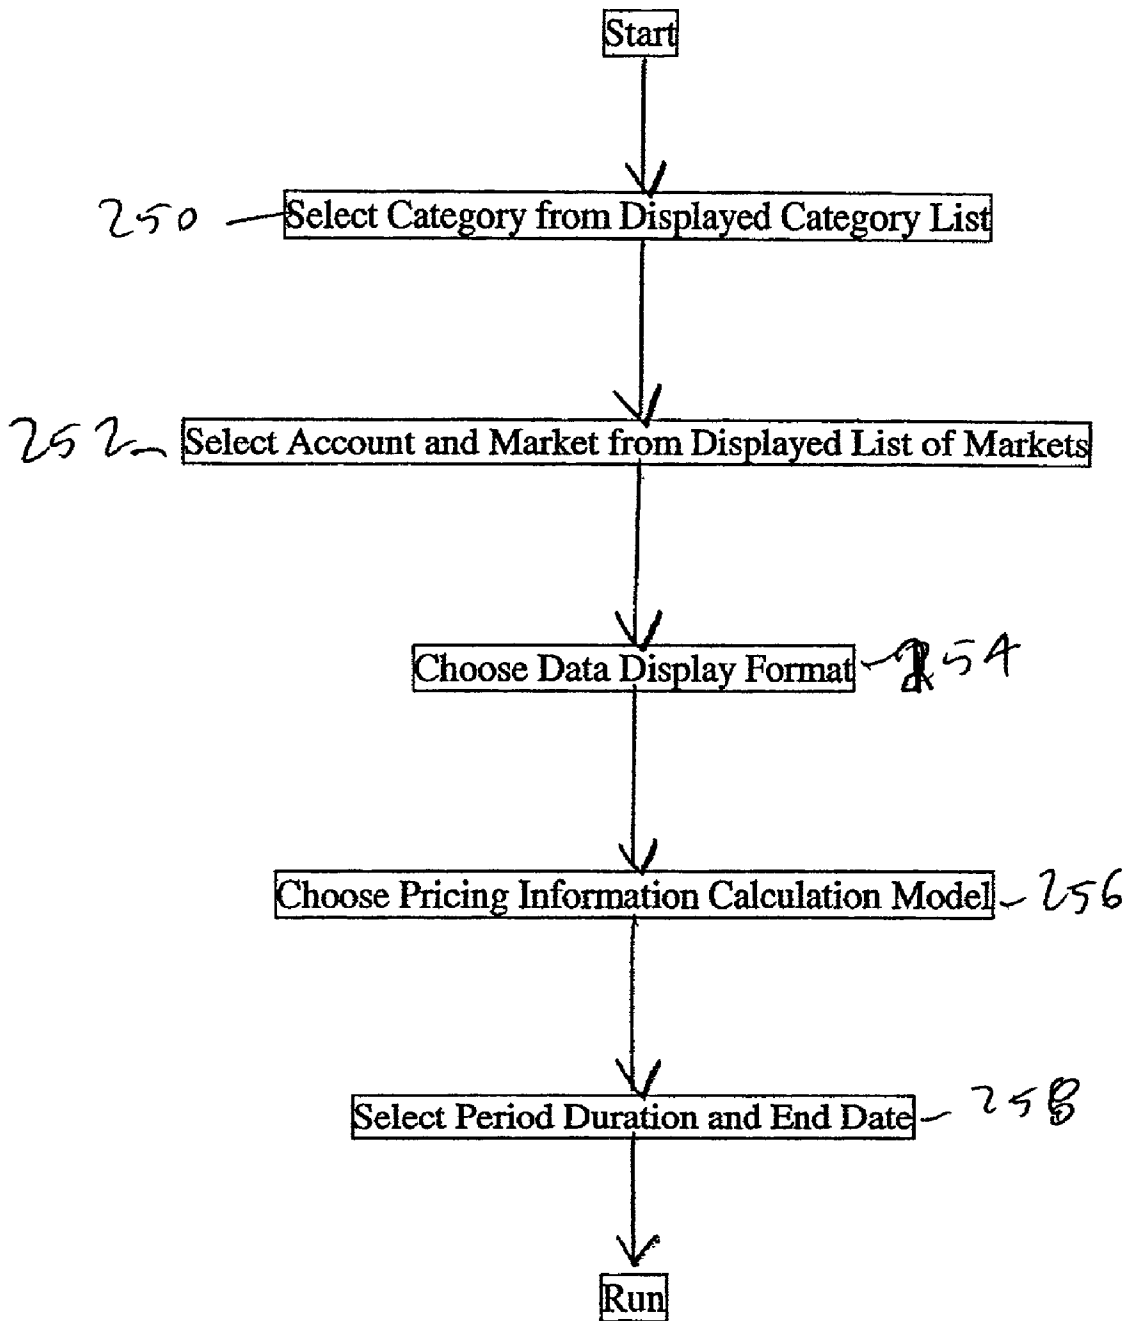 Start
250 Select Category from Displayed Category List
252 Select Account and Market from Displayed List of Markets
Choose Data Display Format 254
Choose Pricing Information Calculation Model 256
Select Period Duration and End Date 258
Run